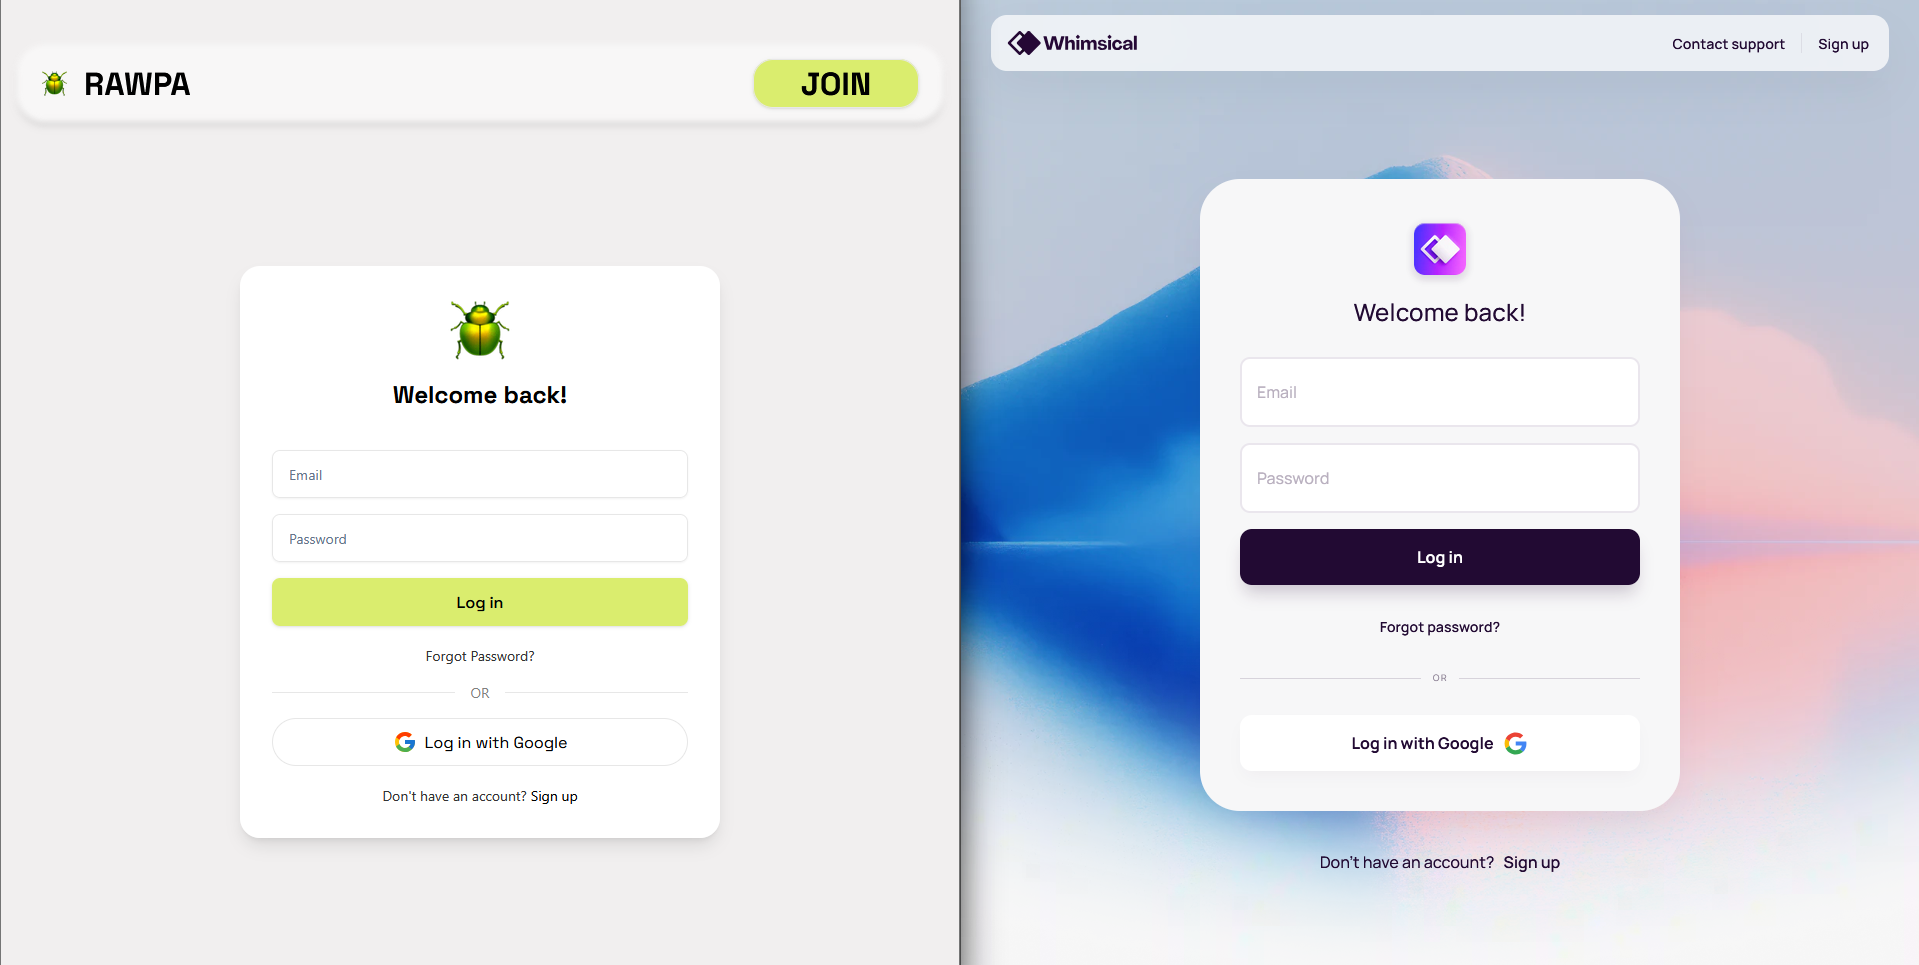 RAWPA
JOIN
Welcome back!
Email
Password
Log in
Forgot Password?
OR
Log in with Google
Don't have an account? Sign up
Whimsical
Contact support
Sign up
Welcome back!
Email
Password
Log in
Forgot password?
OR
Log in with Google
Don't have an account? Sign up